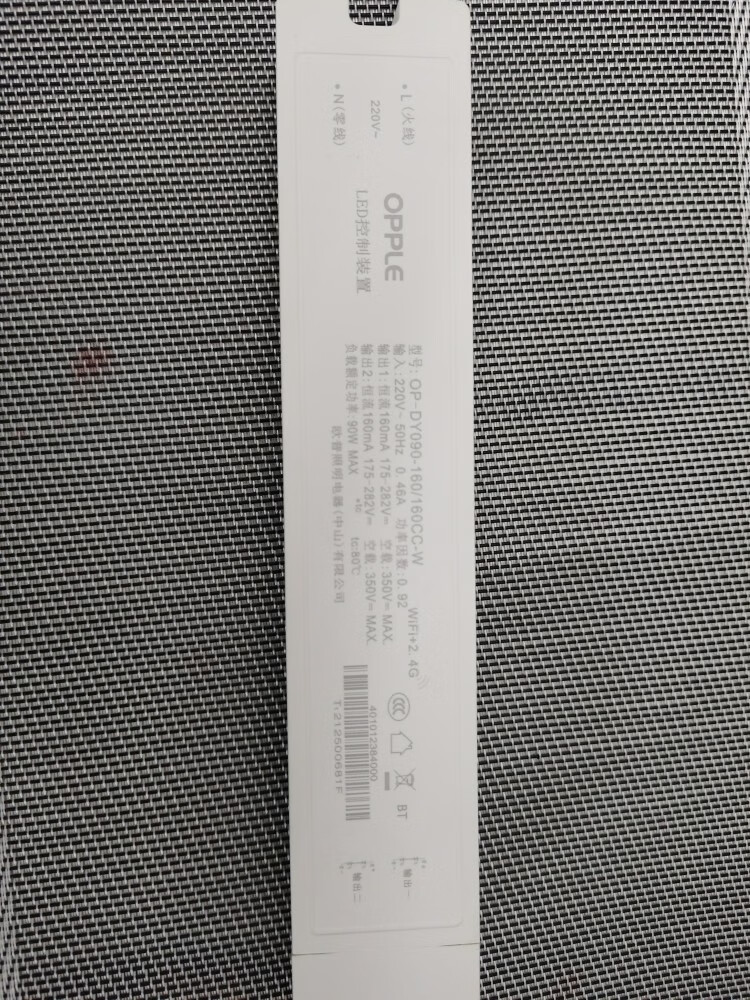 L(火线)
220V~
N(零线)
OPPLE
LED控制装置
型号: OP-DY090-160/160CC-W
输入:220V~ 50Hz 0.46A 功率因数:0.92
输出1:恒流160mA 175-282V⎓ 空载:350V⎓MAX.
输出2:恒流160mA 175-282V⎓ 空载:350V⎓MAX.
负载额定功率:90W MAX tc:80℃
欧普照明电器(中山)有限公司
WiFi+2.4G
BT
401012384000
T1212500681F
输出一
输出二